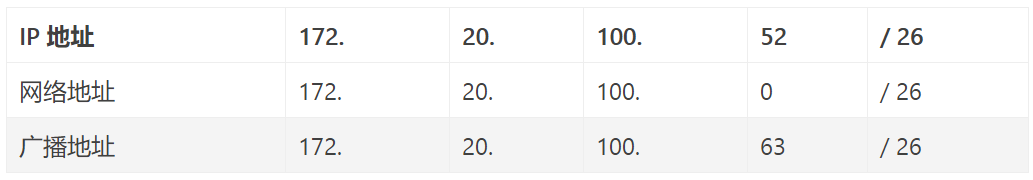 IP 地址 172. 20. 100. 52 / 26
网络地址 172. 20. 100. 0 / 26
广播地址 172. 20. 100. 63 / 26